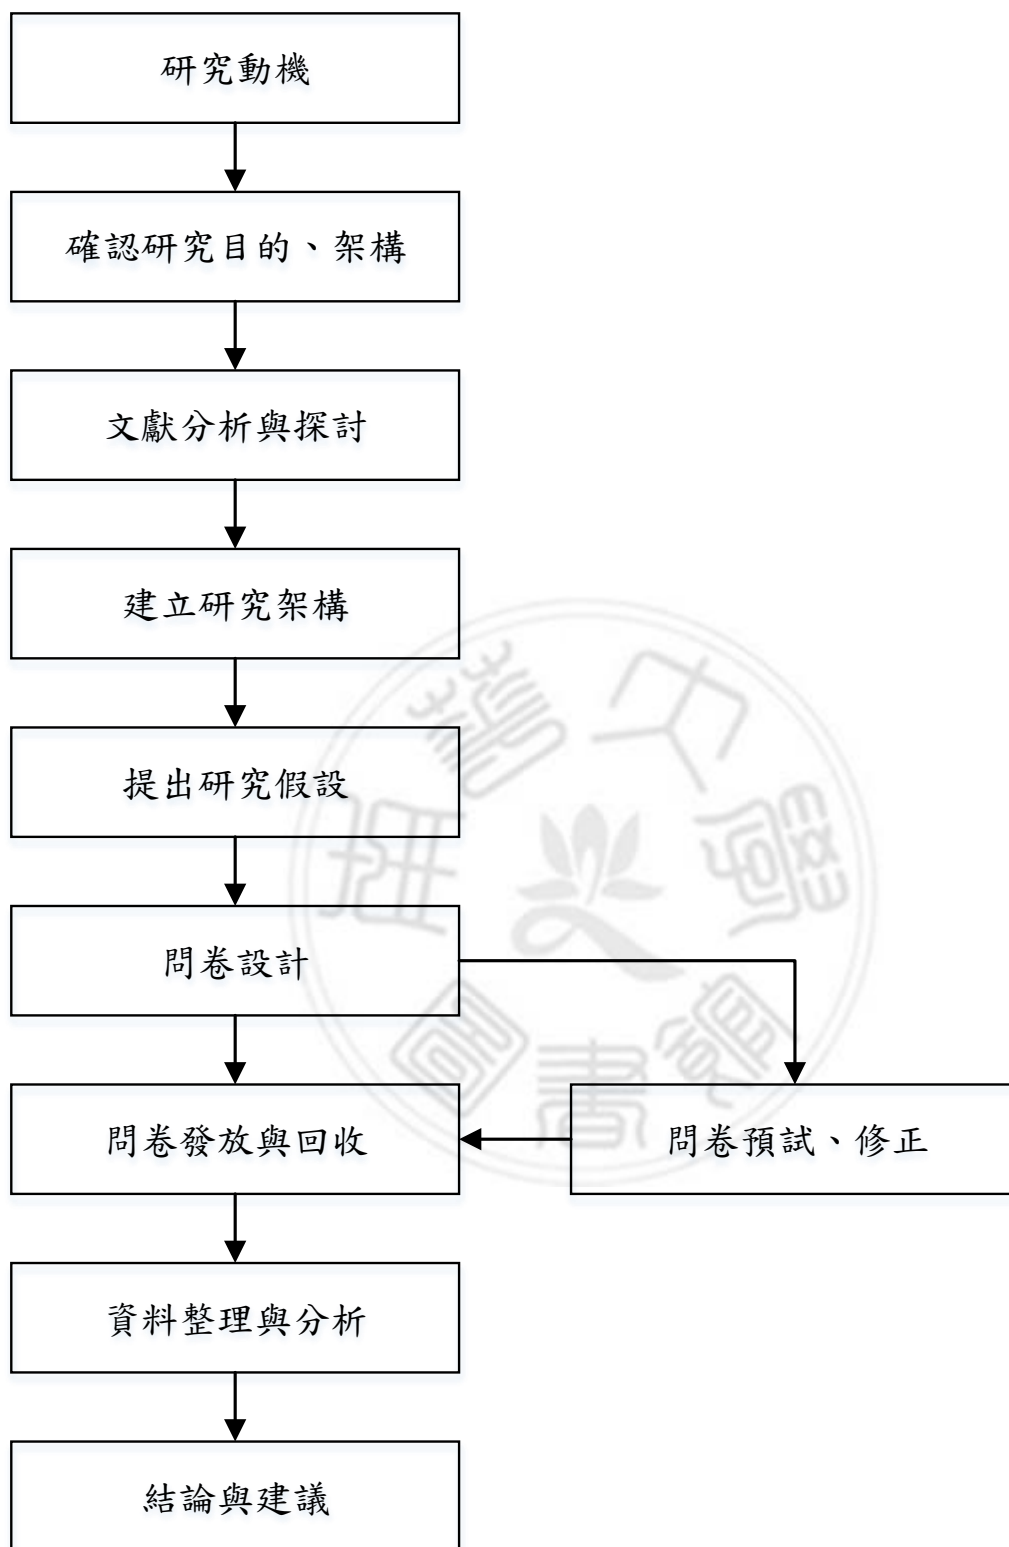 研究動機
確認研究目的、架構
文獻分析與探討
建立研究架構
提出研究假設
問卷設計
問卷發放與回收
問卷預試、修正
資料整理與分析
結論與建議